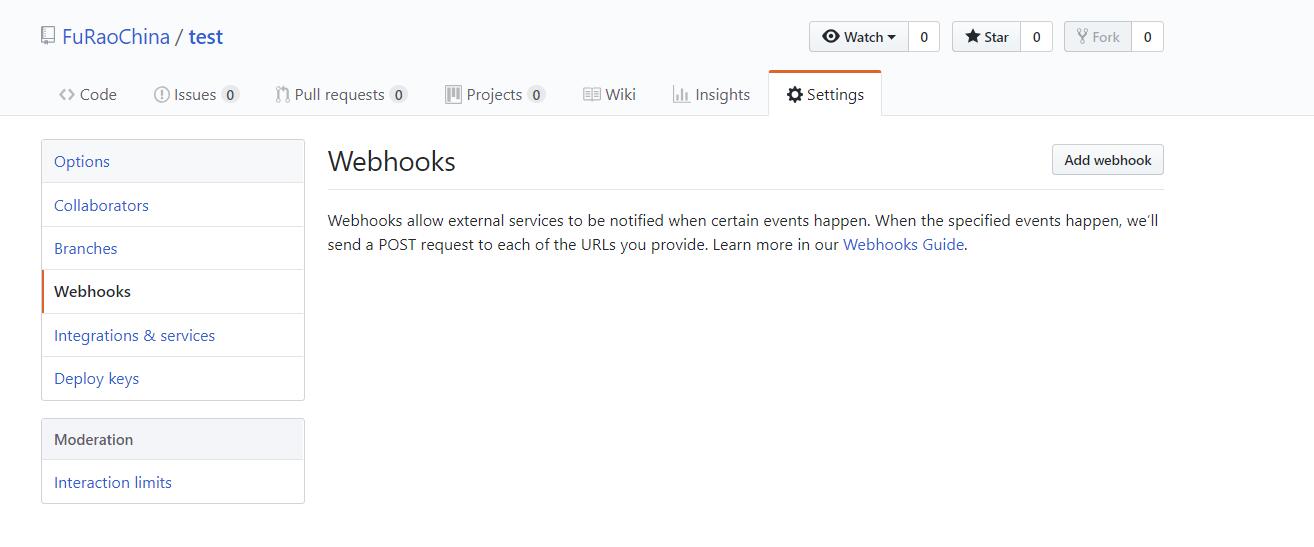 FuRaoChina / test
Watch 0 Star 0 Fork 0
Code Issues 0 Pull requests 0 Projects 0 Wiki Insights Settings
Options
Collaborators
Branches
Webhooks
Integrations & services
Deploy keys
Moderation
Interaction limits
Webhooks
Add webhook
Webhooks allow external services to be notified when certain events happen. When the specified events happen, we’ll
send a POST request to each of the URLs you provide. Learn more in our Webhooks Guide.